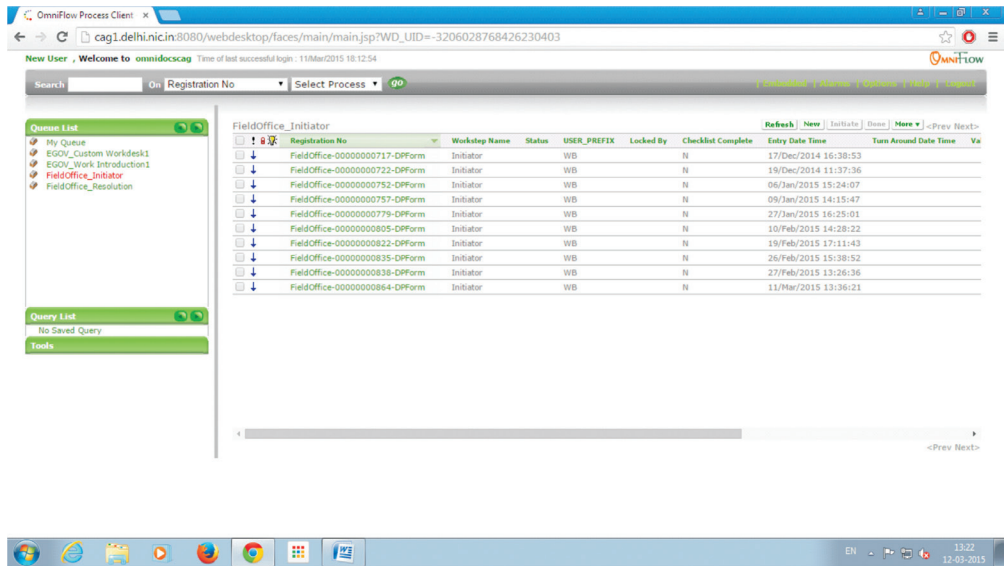 OmniFlow Process Client
cag1.delhi.nic.in:8080/webdesktop/faces/main/main.jsp?WD_UID=-3206028768426230403
New User , Welcome to omnidocscag Time of last successful login : 11/Mar/2015 18:12:54
OMNIFLOW
Search On Registration No Select Process go | Preferences | Alarms | Options | Help | Logout
Queue List
My Queue
EGOV_Custom Workdesk1
EGOV_Work Introduction1
FieldOffice_Initiator
FieldOffice_Resolution
Query List
No Saved Query
Tools
FieldOffice_Initiator Refresh New Initiate Done More <Prev Next>
Registration No Workstep Name Status USER_PREFIX Locked By Checklist Complete Entry Date Time Turn Around Date Time Va
FieldOffice-00000000717-DPForm Initiator WB N 17/Dec/2014 16:38:53
FieldOffice-00000000722-DPForm Initiator WB N 19/Dec/2014 11:37:36
FieldOffice-00000000752-DPForm Initiator WB N 06/Jan/2015 15:24:07
FieldOffice-00000000757-DPForm Initiator WB N 09/Jan/2015 14:15:47
FieldOffice-00000000779-DPForm Initiator WB N 27/Jan/2015 16:25:01
FieldOffice-00000000805-DPForm Initiator WB N 10/Feb/2015 14:28:22
FieldOffice-00000000822-DPForm Initiator WB N 19/Feb/2015 17:11:43
FieldOffice-00000000835-DPForm Initiator WB N 26/Feb/2015 15:38:52
FieldOffice-00000000838-DPForm Initiator WB N 27/Feb/2015 13:26:36
FieldOffice-00000000864-DPForm Initiator WB N 11/Mar/2015 13:36:21
<Prev Next>
EN 13:22
12-03-2015